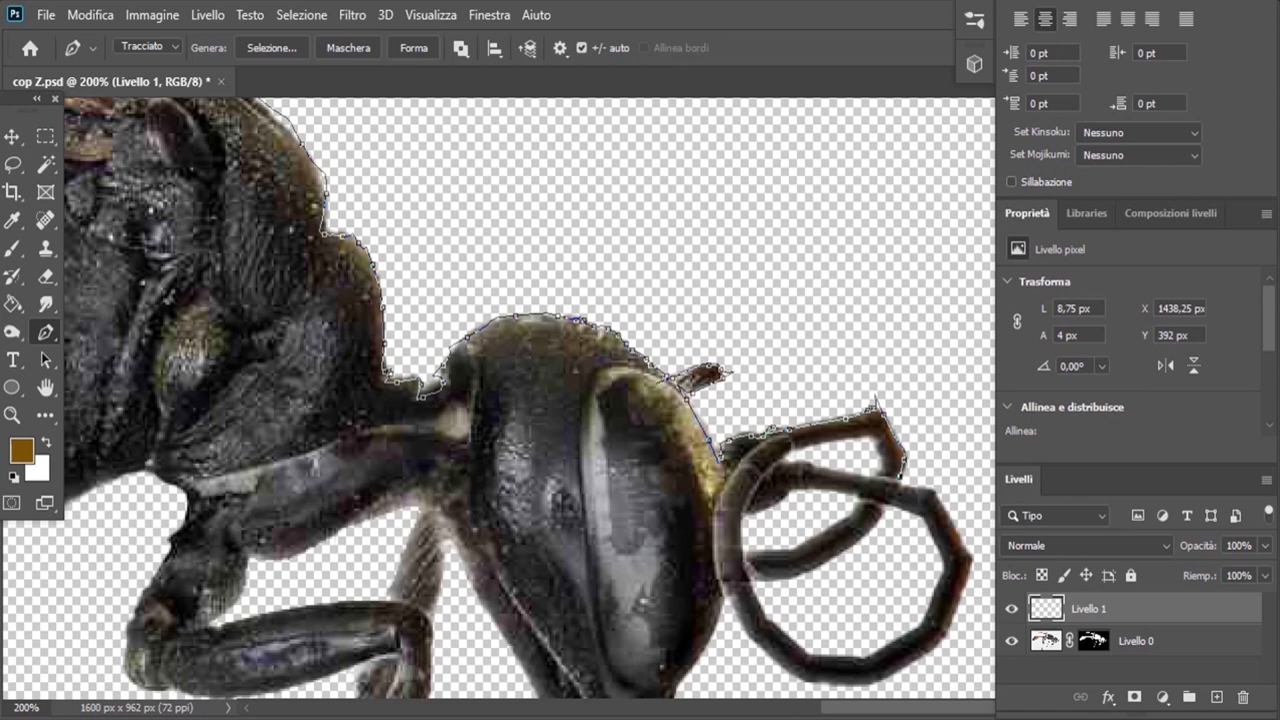 Ps File Modifica Immagine Livello Testo Selezione Filtro 3D Visualizza Finestra Aiuto
Tracciato Genera: Selezione... Maschera Forma +/- auto Allinea bordi
cop Z.psd @ 200% (Livello 1, RGB/8) * ×
0 pt 0 pt
0 pt
0 pt 0 pt
Set Kinsoku: Nessuno
Set Mojikumi: Nessuno
Sillabazione
Proprietà Libraries Composizioni livelli
Livello pixel
Trasforma
L 8,75 px X 1438,25 px
A 4 px Y 392 px
0,00°
Allinea e distribuisce
Allinea:
Livelli
Tipo
Normale Opacità: 100%
Bloc.: Riemp.: 100%
Livello 1
Livello 0
200% 1600 px x 962 px (72 ppi)